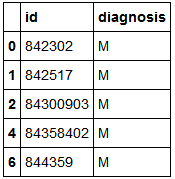 id diagnosis
0 842302 M
1 842517 M
2 84300903 M
4 84358402 M
6 844359 M